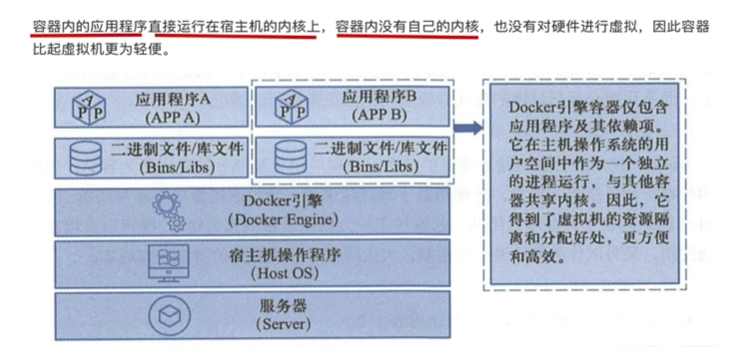 容器内的应用程序直接运行在宿主机的内核上，容器内没有自己的内核，也没有对硬件进行虚拟，因此容器
比起虚拟机更为轻便。
应用程序A
(APP A)
应用程序B
(APP B)
二进制文件/库文件
(Bins/Libs)
二进制文件/库文件
(Bins/Libs)
Docker引擎
(Docker Engine)
宿主机操作程序
(Host OS)
服务器
(Server)
Docker引擎容器仅包含
应用程序及其依赖项。
它在主机操作系统的用
户空间中作为一个独立
的进程运行，与其他容
器共享内核。因此，它
得到了虚拟机的资源隔
离和分配好处，更方便
和高效。
A
P P
A
P P